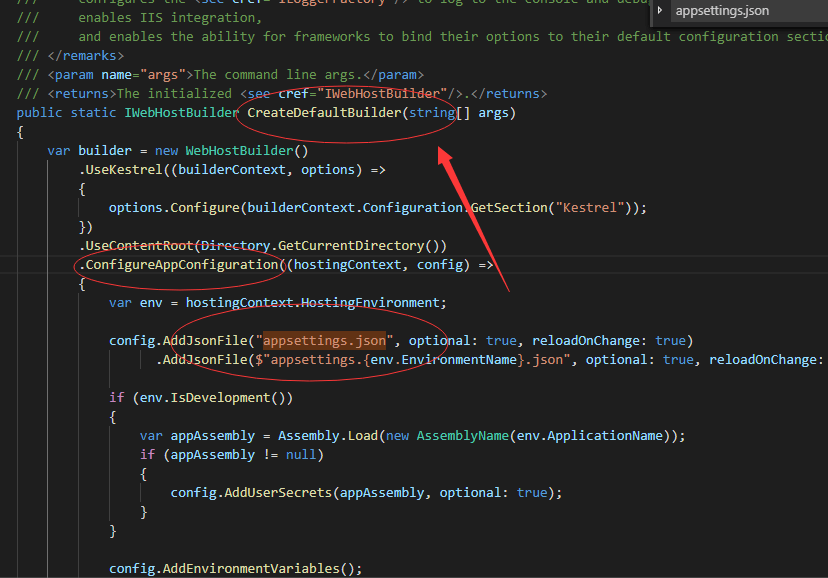 /// configures the <see cref="ILoggerFactory"/> to log to the console and debu
appsettings.json
/// enables IIS integration,
/// and enables the ability for frameworks to bind their options to their default configuration sectio
/// </remarks>
/// <param name="args">The command line args.</param>
/// <returns>The initialized <see cref="IWebHostBuilder"/>.</returns>
public static IWebHostBuilder CreateDefaultBuilder(string[] args)
{
var builder = new WebHostBuilder()
.UseKestrel((builderContext, options) =>
{
options.Configure(builderContext.Configuration.GetSection("Kestrel"));
})
.UseContentRoot(Directory.GetCurrentDirectory())
.ConfigureAppConfiguration((hostingContext, config) =>
{
var env = hostingContext.HostingEnvironment;
config.AddJsonFile("appsettings.json", optional: true, reloadOnChange: true)
.AddJsonFile($"appsettings.{env.EnvironmentName}.json", optional: true, reloadOnChange:
if (env.IsDevelopment())
{
var appAssembly = Assembly.Load(new AssemblyName(env.ApplicationName));
if (appAssembly != null)
{
config.AddUserSecrets(appAssembly, optional: true);
}
}
config.AddEnvironmentVariables();